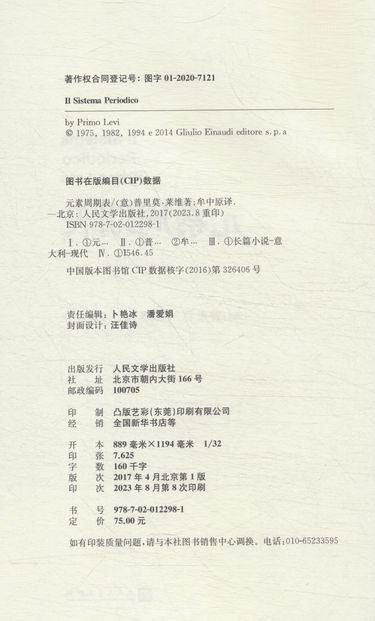 著作权合同登记号：图字 01-2020-7121
Il Sistema Periodico
by Primo Levi
© 1975, 1982, 1994 e 2014 Giulio Einaudi editore s.p.a
图书在版编目(CIP)数据
元素周期表/(意)普里莫·莱维著;牟中原译.
—北京：人民文学出版社,2017(2023.8 重印)
ISBN 978-7-02-012298-1
Ⅰ.①元… Ⅱ.①普… ②牟… Ⅲ.①长篇小说-意
大利-现代 Ⅳ.①I546.45
中国版本图书馆 CIP 数据核字(2016)第 326406 号
责任编辑：卜艳冰 潘爱娟
封面设计：汪佳诗
出版发行 人民文学出版社
社 址 北京市朝内大街 166 号
邮政编码 100705
印 制 凸版艺彩(东莞)印刷有限公司
经 销 全国新华书店等
开 本 889 毫米×1194 毫米 1/32
印 张 7.625
字 数 160 千字
版 次 2017 年 4 月北京第 1 版
印 次 2023 年 8 月第 8 次印刷
书 号 978-7-02-012298-1
定 价 75.00 元
如有印装质量问题,请与本社图书销售中心调换。电话:010-65233595